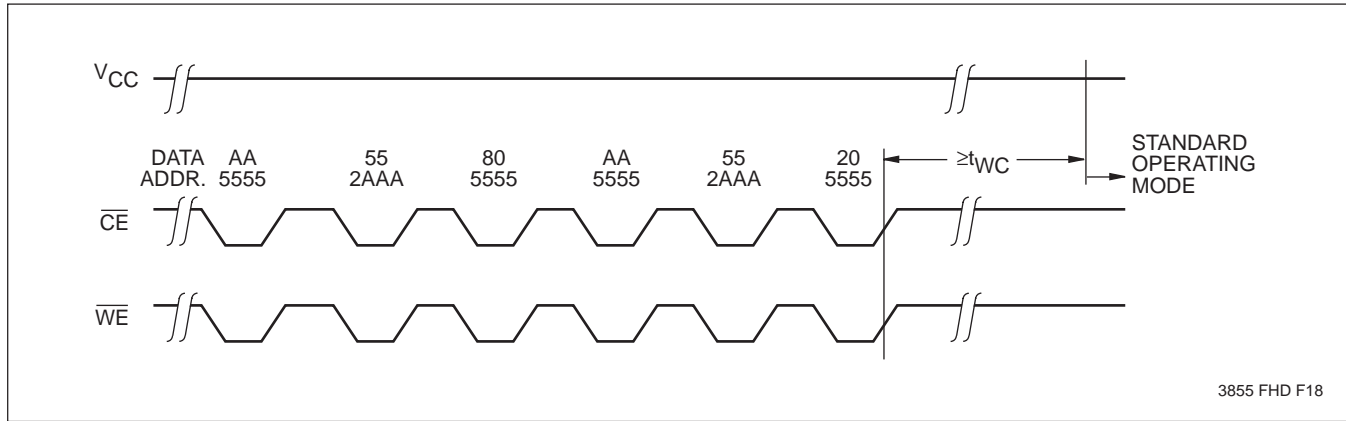 VCC
DATA AA 55 80 AA 55 20
ADDR. 5555 2AAA 5555 5555 2AAA 5555
≥tWC
STANDARD
OPERATING
MODE
CE
WE
3855 FHD F18